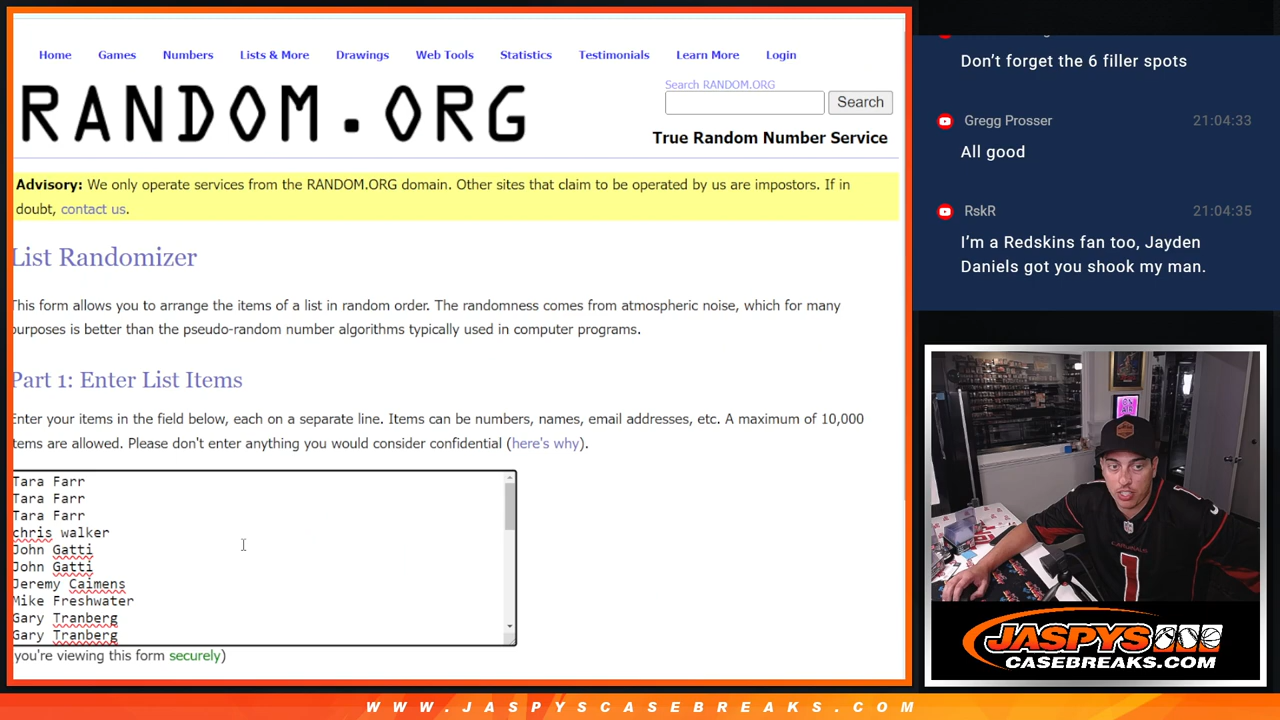 Home Games Numbers Lists & More Drawings Web Tools Statistics Testimonials Learn More Login
RANDOM.ORG
Search RANDOM.ORG
Search
True Random Number Service
Advisory: We only operate services from the RANDOM.ORG domain. Other sites that claim to be operated by us are impostors. If in
doubt, contact us.
List Randomizer
This form allows you to arrange the items of a list in random order. The randomness comes from atmospheric noise, which for many
purposes is better than the pseudo-random number algorithms typically used in computer programs.
Part 1: Enter List Items
Enter your items in the field below, each on a separate line. Items can be numbers, names, email addresses, etc. A maximum of 10,000
items are allowed. Please don't enter anything you would consider confidential (here's why).
Tara Farr
Tara Farr
Tara Farr
chris walker
John Gatti
John Gatti
Jeremy Caimens
Mike Freshwater
Gary Tranberg
Gary Tranberg
you're viewing this form securely)
Don't forget the 6 filler spots
Gregg Prosser 21:04:33
All good
RskR 21:04:35
I'm a Redskins fan too, Jayden
Daniels got you shook my man.
1
JASPYS
CASEBREAKS.COM
WWW.JASPYSCASEBREAKS.COM